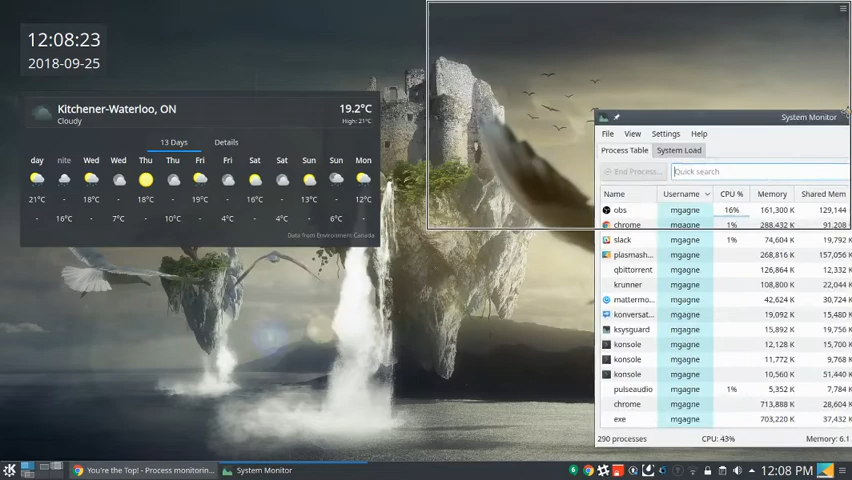 12:08:23
2018-09-25
Kitchener-Waterloo, ON
Cloudy
19.2°C
High: 21°C
13 Days Details
day nite Wed Wed Thu Thu Fri Fri Sat Sat Sun Sun Mon
21°C - 18°C - 18°C - 19°C - 16°C - 13°C - 12°C
- 16°C - 7°C - 10°C - 4°C - 4°C - 6°C -
Data from Environment Canada
System Monitor
File View Settings Help
Process Table System Load
End Process... Quick search
Name Username CPU % Memory Shared Mem
obs mgagne 16% 161,300 K 129,144
chrome mgagne 1% 288,432 K 91,208
slack mgagne 1% 74,604 K 19,792
plasmash... mgagne 268,816 K 157,056
qbittorrent mgagne 126,864 K 12,332
krunner mgagne 108,800 K 22,044
mattermo... mgagne 42,624 K 30,724
konversat... mgagne 19,092 K 15,480
ksysguard mgagne 15,892 K 19,756
konsole mgagne 12,128 K 15,700
konsole mgagne 11,772 K 9,768
konsole mgagne 10,560 K 51,440
pulseaudio mgagne 1% 5,352 K 7,784
chrome mgagne 713,888 K 28,604
exe mgagne 703,220 K 37,432
290 processes CPU: 43% Memory: 6.1
You're the Top! - Process monitorin... System Monitor 12:08 PM